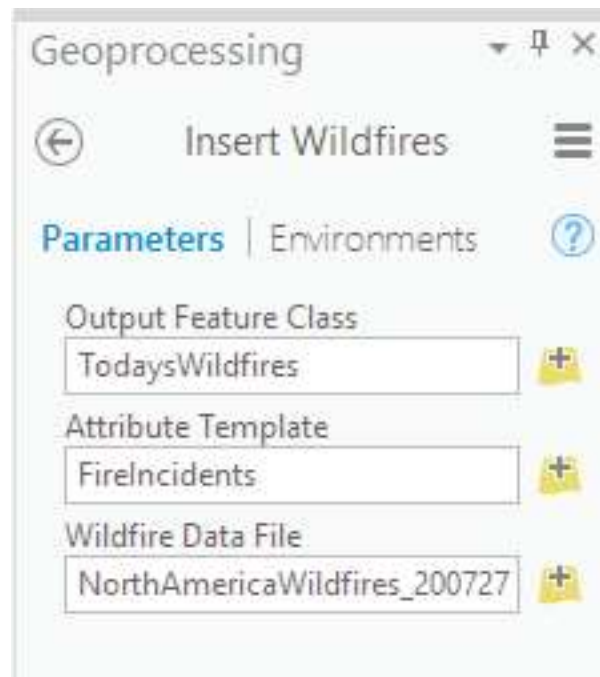 Geoprocessing
Insert Wildfires
Parameters | Environments ?
Output Feature Class
TodaysWildfires
Attribute Template
FireIncidents
Wildfire Data File
NorthAmericaWildfires_200727